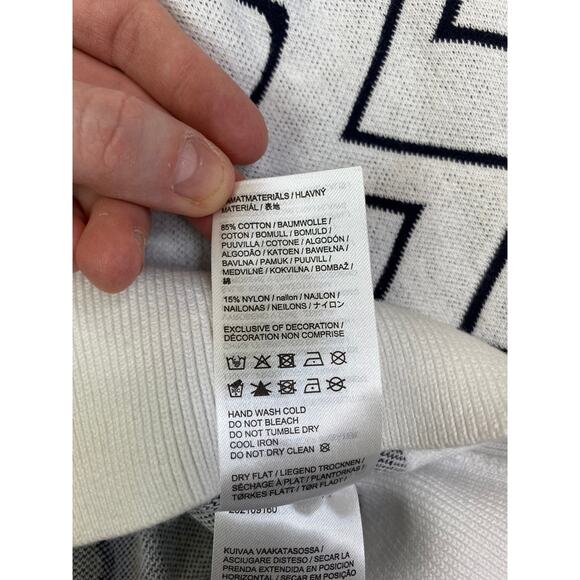 MATERIĀLS / HLAVNÝ
MATERIÁL / 表地
85% COTTON / BAUMWOLLE /
COTON / BOMULL / BOMULD /
PUUVILLA / COTONE / ALGODÓN /
ALGODÃO / KATOEN / BAWEŁNA /
BAVLNA / PAMUK / PUUVILL /
MEDVILNĖ / KOKVILNA / BOMBAŽ /
綿
15% NYLON / nailon / NAJLON /
NAILONAS / NEILONS / ナイロン
EXCLUSIVE OF DECORATION /
DÉCORATION NON COMPRISE
HAND WASH COLD
DO NOT BLEACH
DO NOT TUMBLE DRY
COOL IRON
DO NOT DRY CLEAN
DRY FLAT / LIEGEND TROCKNEN /
SÉCHAGE À PLAT / PLANTORKAS /
TØRKES FLATT / TØR FLADT /
KUIVAA VAAKATASOSSA /
ASCIUGARE DISTESO / SECAR LA
PRENDA EXTENDIDA EN POSICION
HORIZONTAL / SECAR EM POSIÇÃO